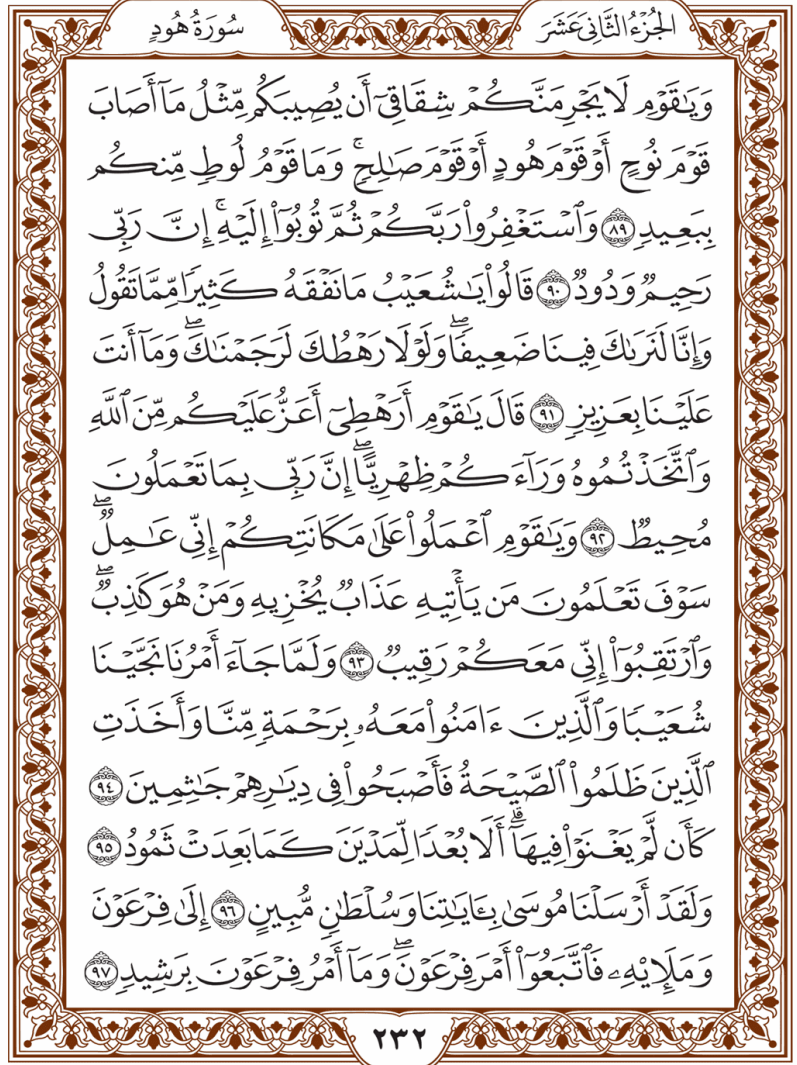 الجُزْءُ الثَّانِي عَشَرَ
سُورَةُ هُودٍ
وَيَٰقَوْمِ لَا يَجْرِمَنَّكُمْ شِقَاقِىٓ أَن يُصِيبَكُم مِّثْلُ مَآ أَصَابَ
قَوْمَ نُوحٍ أَوْ قَوْمَ هُودٍ أَوْ قَوْمَ صَٰلِحٍۚ وَمَا قَوْمُ لُوطٍ مِّنكُم
بِبَعِيدٍ ٨٩ وَٱسْتَغْفِرُوا۟ رَبَّكُمْ ثُمَّ تُوبُوٓا۟ إِلَيْهِۚ إِنَّ رَبِّى
رَحِيمٌ وَدُودٌ ٩٠ قَالُوا۟ يَٰشُعَيْبُ مَا نَفْقَهُ كَثِيرًا مِّمَّا تَقُولُ
وَإِنَّا لَنَرَىٰكَ فِينَا ضَعِيفًاۖ وَلَوْلَا رَهْطُكَ لَرَجَمْنَٰكَۖ وَمَآ أَنتَ
عَلَيْنَا بِعَزِيزٍ ٩١ قَالَ يَٰقَوْمِ أَرَهْطِىٓ أَعَزُّ عَلَيْكُم مِّنَ ٱللَّهِ
وَٱتَّخَذْتُمُوهُ وَرَآءَكُمْ ظِهْرِيًّاۖ إِنَّ رَبِّى بِمَا تَعْمَلُونَ
مُحِيطٌ ٩٢ وَيَٰقَوْمِ ٱعْمَلُوا۟ عَلَىٰ مَكَانَتِكُمْ إِنِّى عَٰمِلٌۖ
سَوْفَ تَعْلَمُونَ مَن يَأْتِيهِ عَذَابٌ يُخْزِيهِ وَمَنْ هُوَ كَٰذِبٌۖ
وَٱرْتَقِبُوٓا۟ إِنِّى مَعَكُمْ رَقِيبٌ ٩٣ وَلَمَّا جَآءَ أَمْرُنَا نَجَّيْنَا
شُعَيْبًا وَٱلَّذِينَ ءَامَنُوا۟ مَعَهُۥ بِرَحْمَةٍ مِّنَّا وَأَخَذَتِ
ٱلَّذِينَ ظَلَمُوا۟ ٱلصَّيْحَةُ فَأَصْبَحُوا۟ فِى دِيَٰرِهِمْ جَٰثِمِينَ ٩٤
كَأَن لَّمْ يَغْنَوْا۟ فِيهَآۗ أَلَا بُعْدًا لِّمَدْيَنَ كَمَا بَعِدَتْ ثَمُودُ ٩٥
وَلَقَدْ أَرْسَلْنَا مُوسَىٰ بِـَٔايَٰتِنَا وَسُلْطَٰنٍ مُّبِينٍ ٩٦ إِلَىٰ فِرْعَوْنَ
وَمَلَإِيْهِۦ فَٱتَّبَعُوٓا۟ أَمْرَ فِرْعَوْنَۖ وَمَآ أَمْرُ فِرْعَوْنَ بِرَشِيدٍ ٩٧
٢٣٢